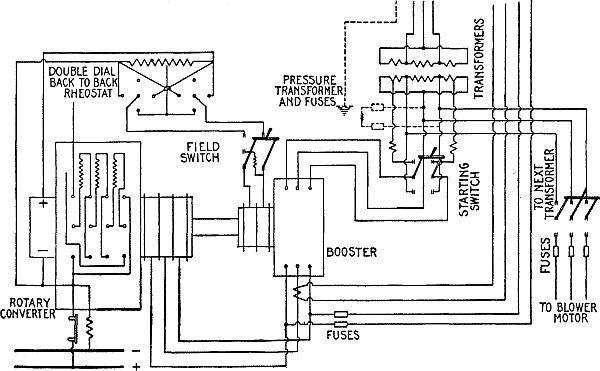 DOUBLE DIAL
BACK TO BACK
RHEOSTAT
PRESSURE
TRANSFORMER
AND FUSES
TRANSFORMERS
FIELD
SWITCH
STARTING
SWITCH
TO NEXT
TRANSFORMER
BOOSTER
FUSES
TO BLOWER
MOTOR
ROTARY
CONVERTER
FUSES
+
−
−
+